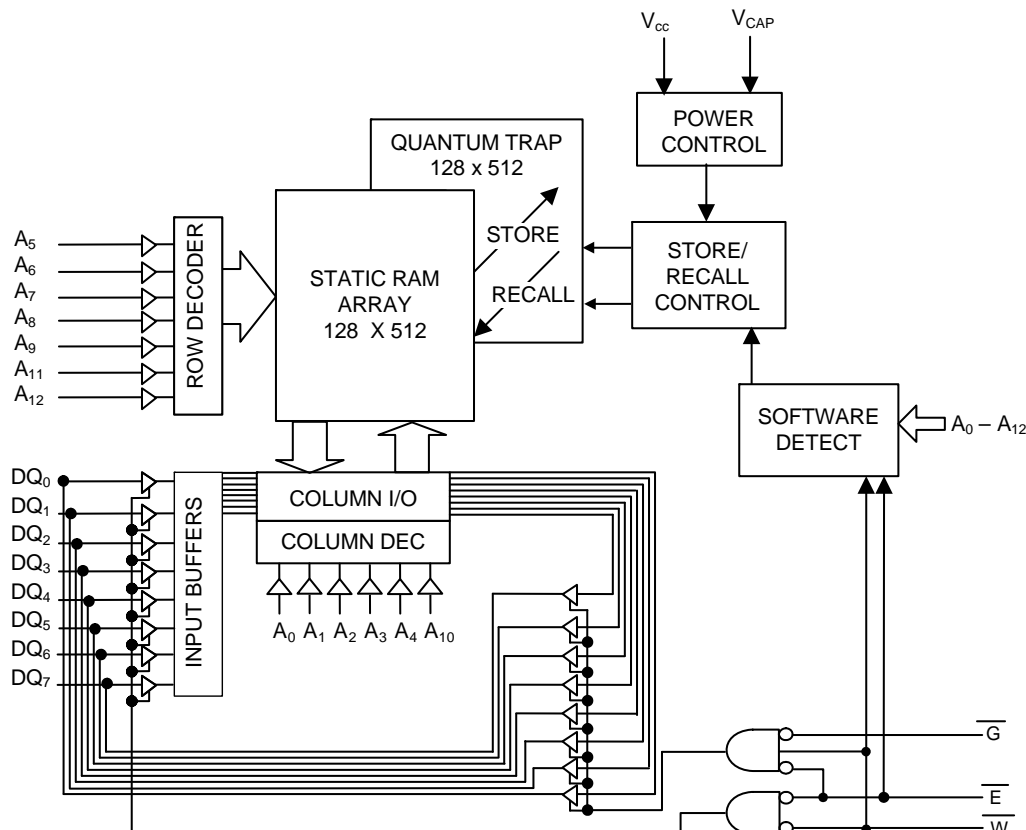 Vcc VCAP
POWER
CONTROL
QUANTUM TRAP
128 x 512
STORE
RECALL
STORE/
RECALL
CONTROL
STATIC RAM
ARRAY
128 X 512
A5
A6
A7
A8
A9
A11
A12
ROW DECODER
SOFTWARE
DETECT
A0 – A12
DQ0
DQ1
DQ2
DQ3
DQ4
DQ5
DQ6
DQ7
INPUT BUFFERS
COLUMN I/O
COLUMN DEC
A0 A1 A2 A3 A4 A10
G
E
W